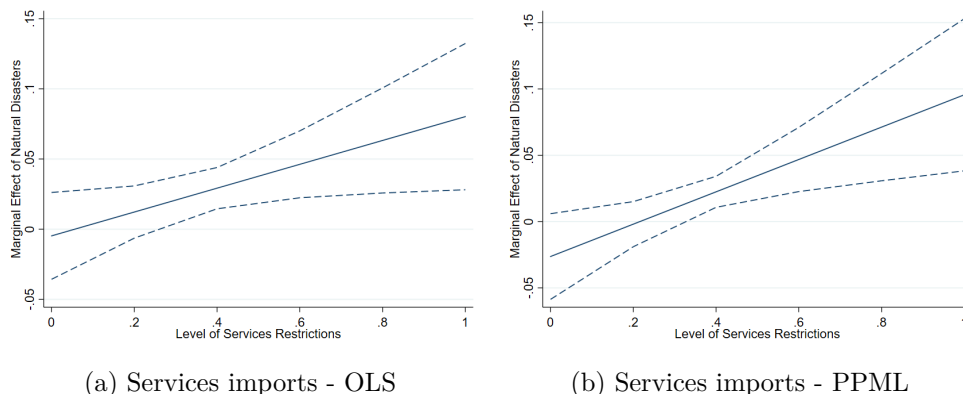 Marginal Effect of Natural Disasters
.15
.1
.05
0
-.05
0 .2 .4 .6 .8 1
Level of Services Restrictions
(a) Services imports - OLS
Marginal Effect of Natural Disasters
.15
.1
.05
0
-.05
0 .2 .4 .6 .8
Level of Services Restrictions
(b) Services imports - PPML